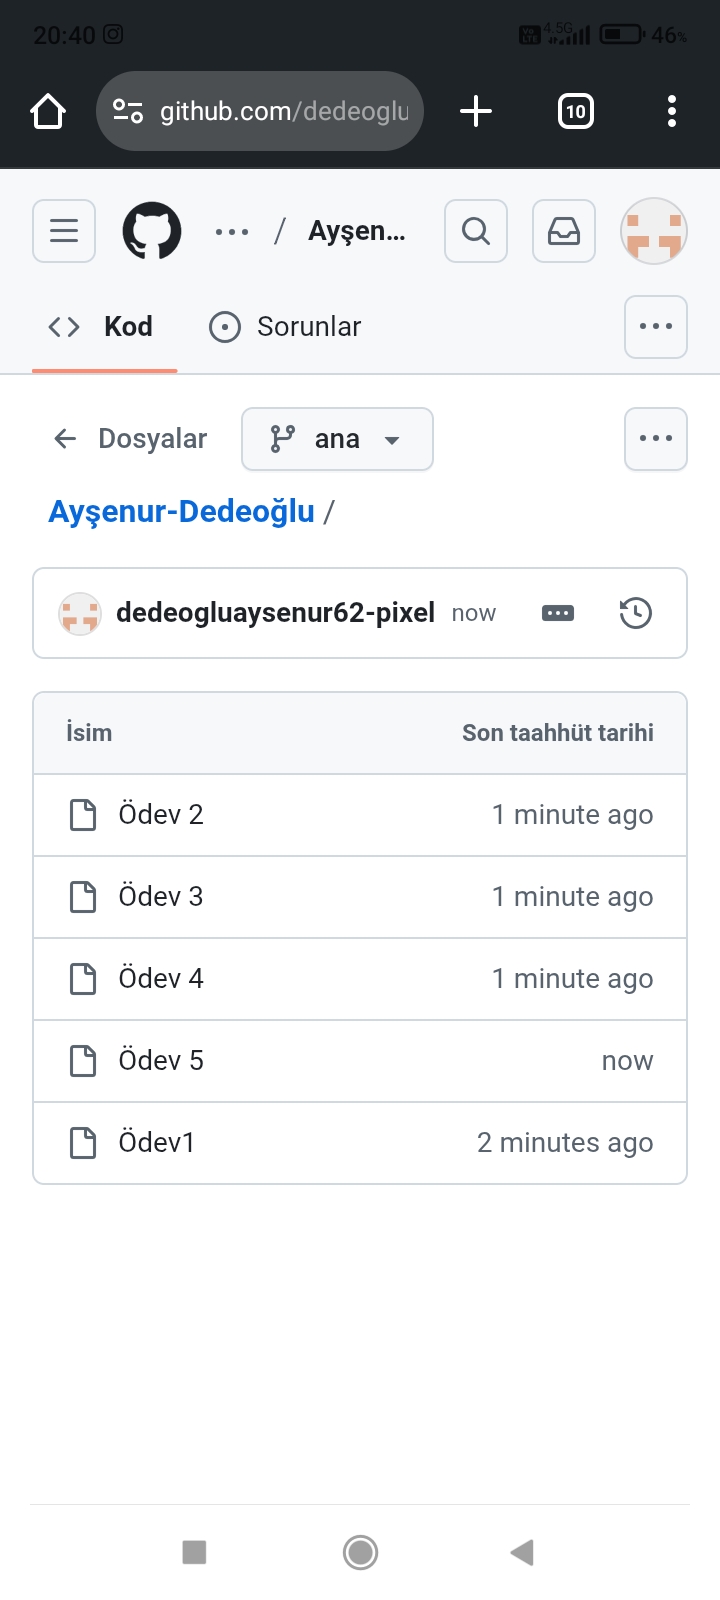 20:40 Vo LTE 4.5G 46%
github.com/dedeoglu 10
/ Ayşen...
Kod Sorunlar
Dosyalar ana
Ayşenur-Dedeoğlu /
dedeogluaysenur62-pixel now
İsim Son taahhüt tarihi
Ödev 2 1 minute ago
Ödev 3 1 minute ago
Ödev 4 1 minute ago
Ödev 5 now
Ödev1 2 minutes ago